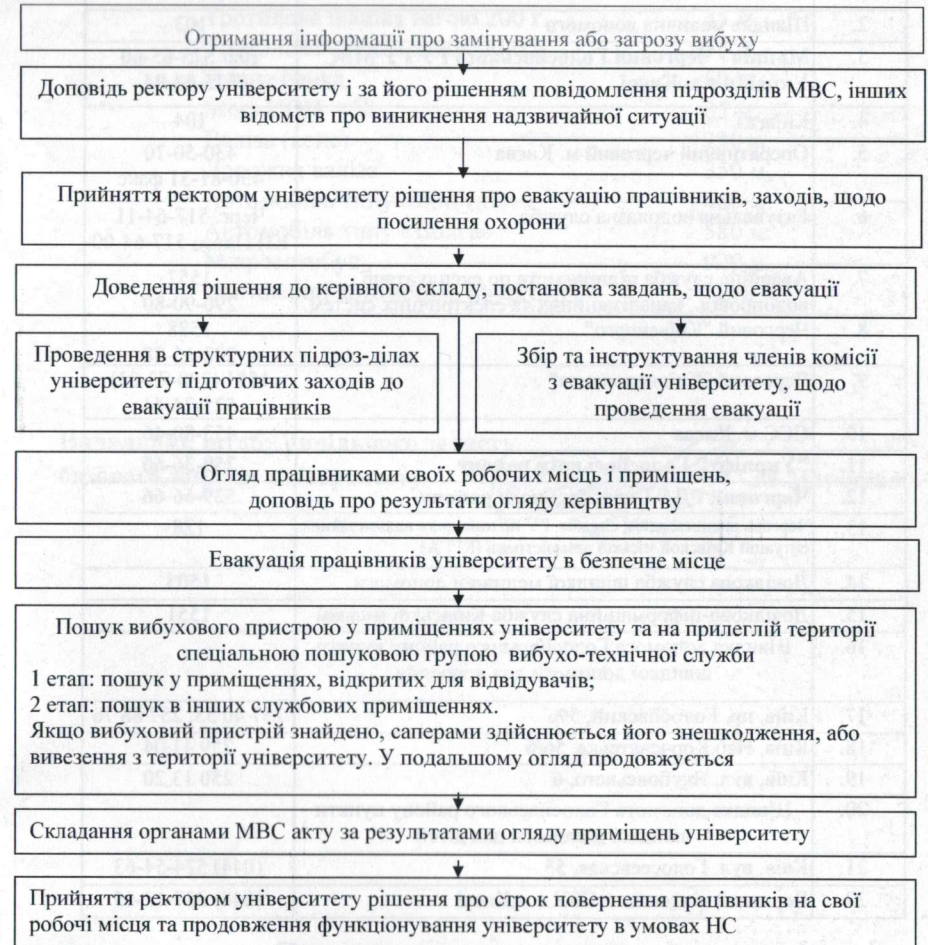 Отримання інформації про замінування або загрозу вибуху
Доповідь ректору університету і за його рішенням повідомлення підрозділів МВС, інших
відомств про виникнення надзвичайної ситуації
Прийняття ректором університету рішення про евакуацію працівників, заходів, щодо
посилення охорони
Доведення рішення до керівного складу, постановка завдань, щодо евакуації
Проведення в структурних підроз-ділах
університету підготовчих заходів до
евакуації працівників
Збір та інструктування членів комісії
з евакуації університету, щодо
проведення евакуації
Огляд працівниками своїх робочих місць і приміщень,
доповідь про результати огляду керівництву
Евакуація працівників університету в безпечне місце
Пошук вибухового пристрою у приміщеннях університету та на прилеглій території
спеціальною пошуковою групою вибухо-технічної служби
1 етап: пошук у приміщеннях, відкритих для відвідувачів;
2 етап: пошук в інших службових приміщеннях.
Якщо вибуховий пристрій знайдено, саперами здійснюється його знешкодження, або
вивезення з території університету. У подальшому огляд продовжується
Складання органами МВС акту за результатами огляду приміщень університету
Прийняття ректором університету рішення про строк повернення працівників на свої
робочі місця та продовження функціонування університету в умовах НС